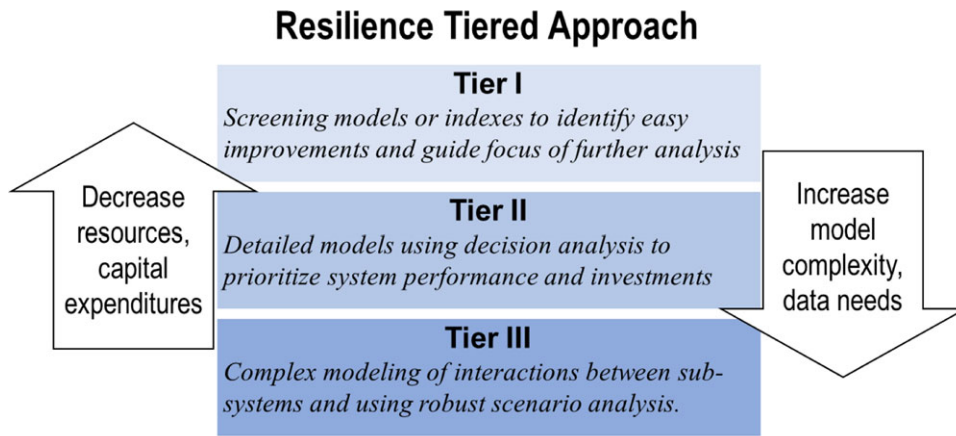 Resilience Tiered Approach
Tier I
Screening models or indexes to identify easy
improvements and guide focus of further analysis
Decrease
resources,
capital
expenditures
Tier II
Detailed models using decision analysis to
prioritize system performance and investments
Increase
model
complexity,
data needs
Tier III
Complex modeling of interactions between sub-
systems and using robust scenario analysis.